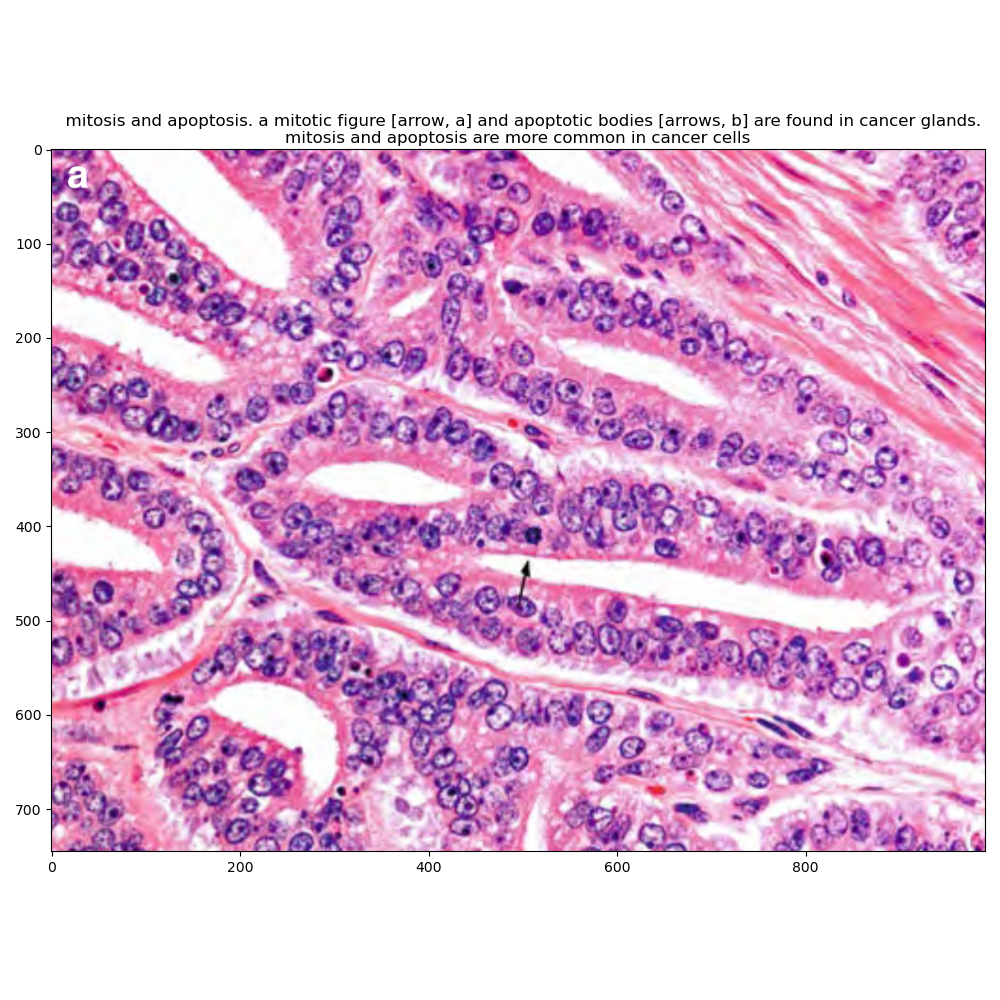 mitosis and apoptosis. a mitotic figure [arrow, a] and apoptotic bodies [arrows, b] are found in cancer glands.
mitosis and apoptosis are more common in cancer cells
a
0
100
200
300
400
500
600
700
0 200 400 600 800